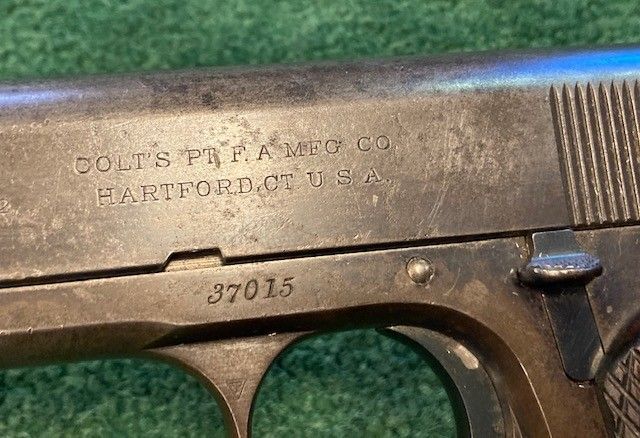 COLT'S PT. F. A MFG CO
HARTFORD, CT. U S A.
37015